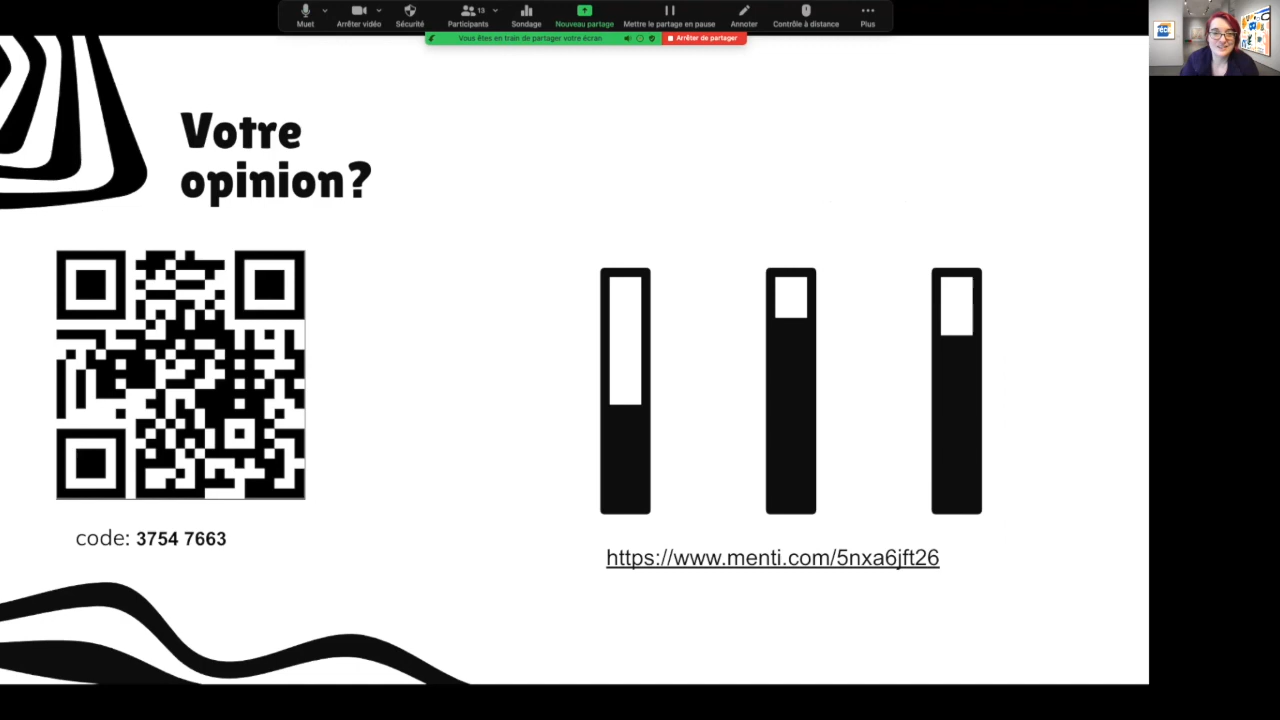 Muet
Arrêter vidéo
Sécurité
Participants
13
Sondage
Nouveau partage
Mettre le partage en pause
Annoter
Contrôle à distance
Plus
Vous êtes en train de partager votre écran
Arrêter de partager
Votre
opinion?
code: 3754 7663
https://www.menti.com/5nxa6jft26